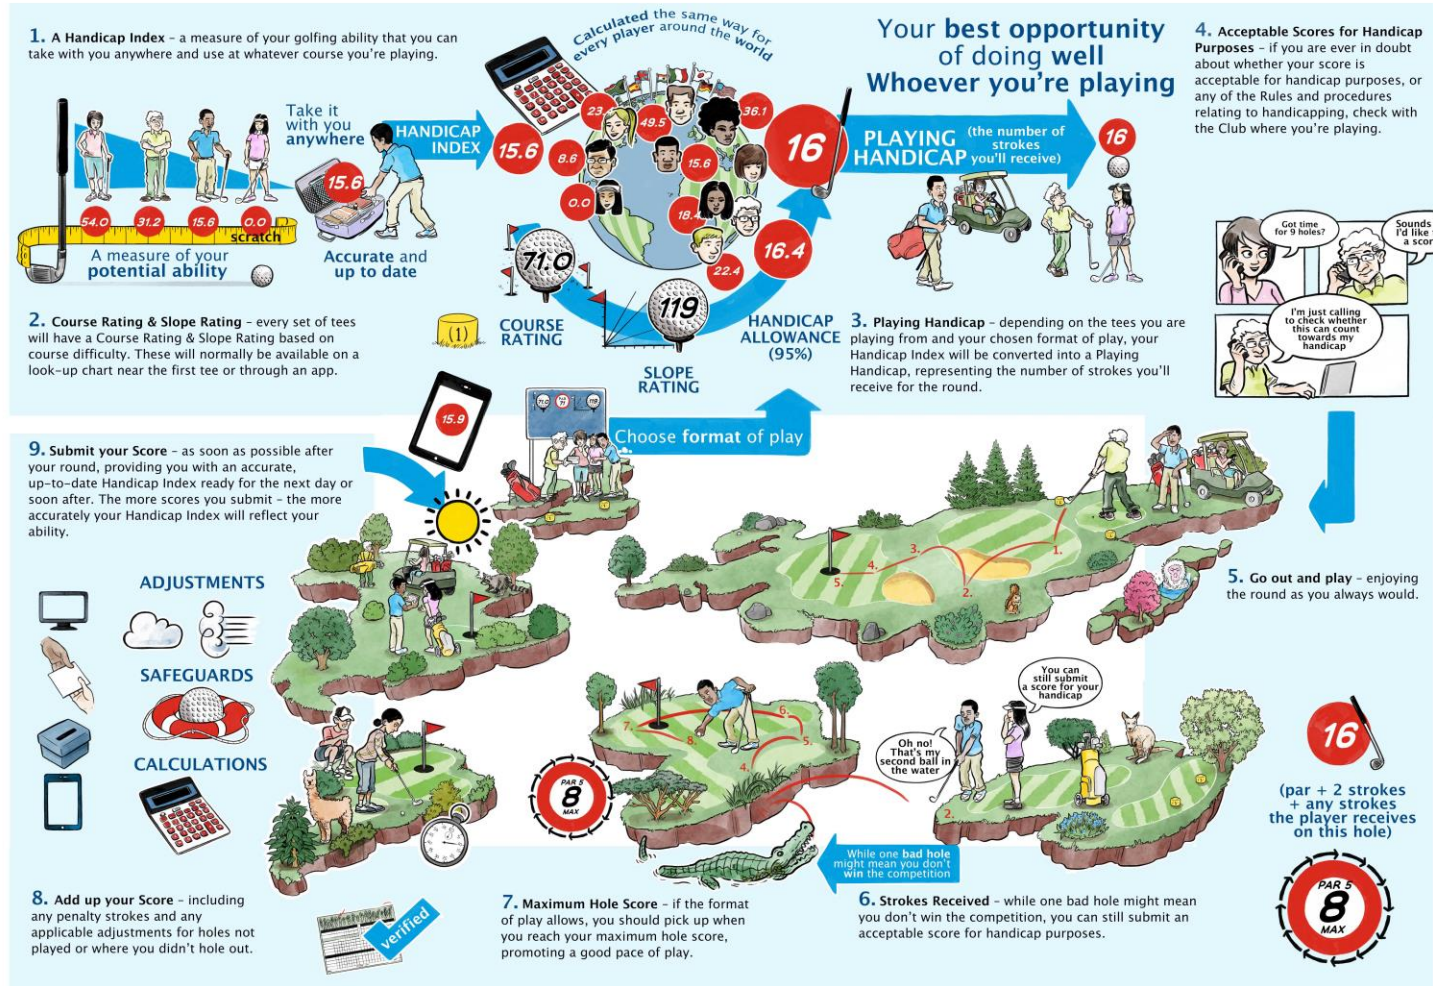 1. A Handicap Index – a measure of your golfing ability that you can
take with you anywhere and use at whatever course you're playing.
Take it
with you
anywhere
HANDICAP
INDEX
15.6
15.6
54.0
31.2
15.6
0.0
scratch
A measure of your
potential ability
Accurate and
up to date
Calculated the same way for
every player around the world
49.5
36.1
8.6
15.6
0.0
18.4
22.4
71.0
119
16.4
16
COURSE
RATING
(1)
SLOPE
RATING
HANDICAP
ALLOWANCE
(95%)
Your best opportunity
of doing well
Whoever you're playing
PLAYING
HANDICAP
(the number of
strokes
you'll receive)
16
4. Acceptable Scores for Handicap
Purposes – if you are ever in doubt
about whether your score is
acceptable for handicap purposes, or
any of the Rules and procedures
relating to handicapping, check with
the Club where you're playing.
Got time
for 9 holes?
Sounds
I'd like
a scor
I'm just calling
to check whether
this can count
towards my
handicap
2. Course Rating & Slope Rating – every set of tees
will have a Course Rating & Slope Rating based on
course difficulty. These will normally be available on a
look-up chart near the first tee or through an app.
3. Playing Handicap – depending on the tees you are
playing from and your chosen format of play, your
Handicap Index will be converted into a Playing
Handicap, representing the number of strokes you'll
receive for the round.
15.9
71.0
71
119
Choose format of play
9. Submit your Score – as soon as possible after
your round, providing you with an accurate,
up-to-date Handicap Index ready for the next day or
soon after. The more scores you submit – the more
accurately your Handicap Index will reflect your
ability.
1.
2.
3.
4.
5.
5. Go out and play – enjoying
the round as you always would.
ADJUSTMENTS
SAFEGUARDS
CALCULATIONS
You can
still submit
a score for your
handicap
Oh no!
That's my
second ball in
the water
2.
4.
5.
6.
7.
8.
PAR 5
8
MAX
While one bad hole
might mean you don't
win the competition
16
(par + 2 strokes
+ any strokes
the player receives
on this hole)
PAR 5
8
MAX
8. Add up your Score – including
any penalty strokes and any
applicable adjustments for holes not
played or where you didn't hole out.
verified
7. Maximum Hole Score – if the format
of play allows, you should pick up when
you reach your maximum hole score,
promoting a good pace of play.
6. Strokes Received – while one bad hole might mean
you don't win the competition, you can still submit an
acceptable score for handicap purposes.